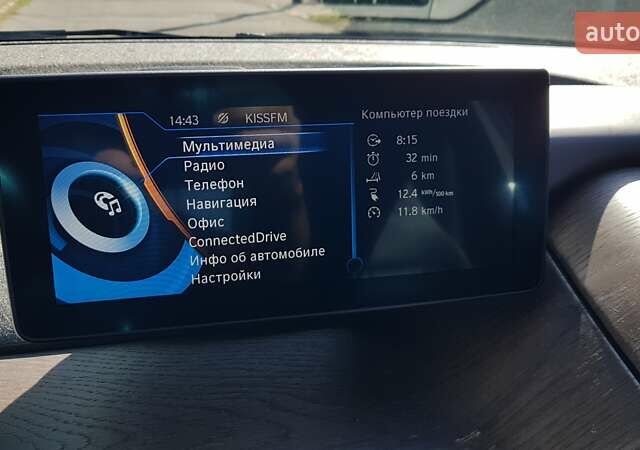 auto
14:43 KISSFM
Мультимедиа
Радио
Телефон
Навигация
Офис
ConnectedDrive
Инфо об автомобиле
Настройки
Компьютер поездки
8:15
32 min
6 km
12.4 kWh/100 km
11.8 km/h